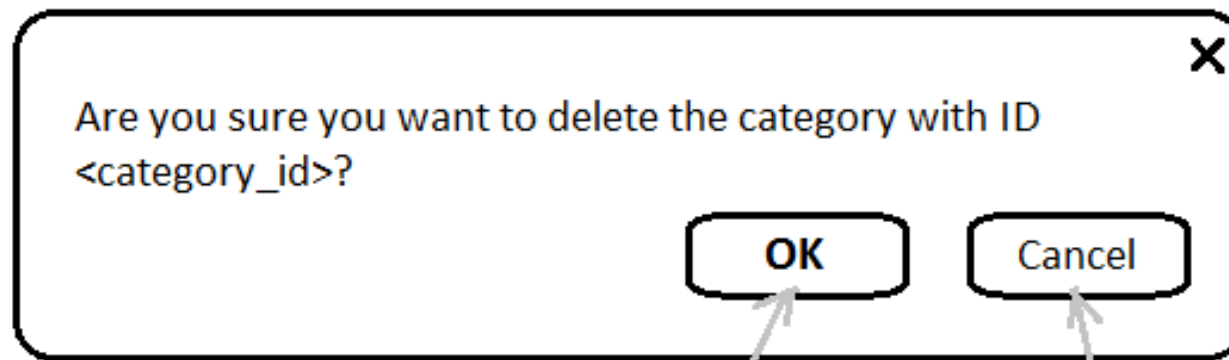 Are you sure you want to delete the category with ID
<category_id>?
OK Cancel